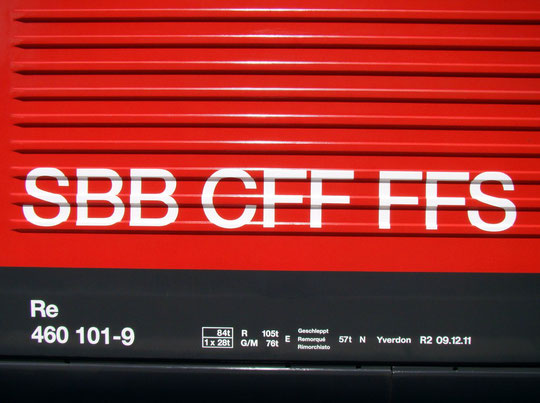 SBB CFF FFS
Re
460 101-9
84t R 105t
1 x 28t G/M 76t
E
Geschleppt
Remorqué
Rimorchiato
57t N Yverdon R2 09.12.11